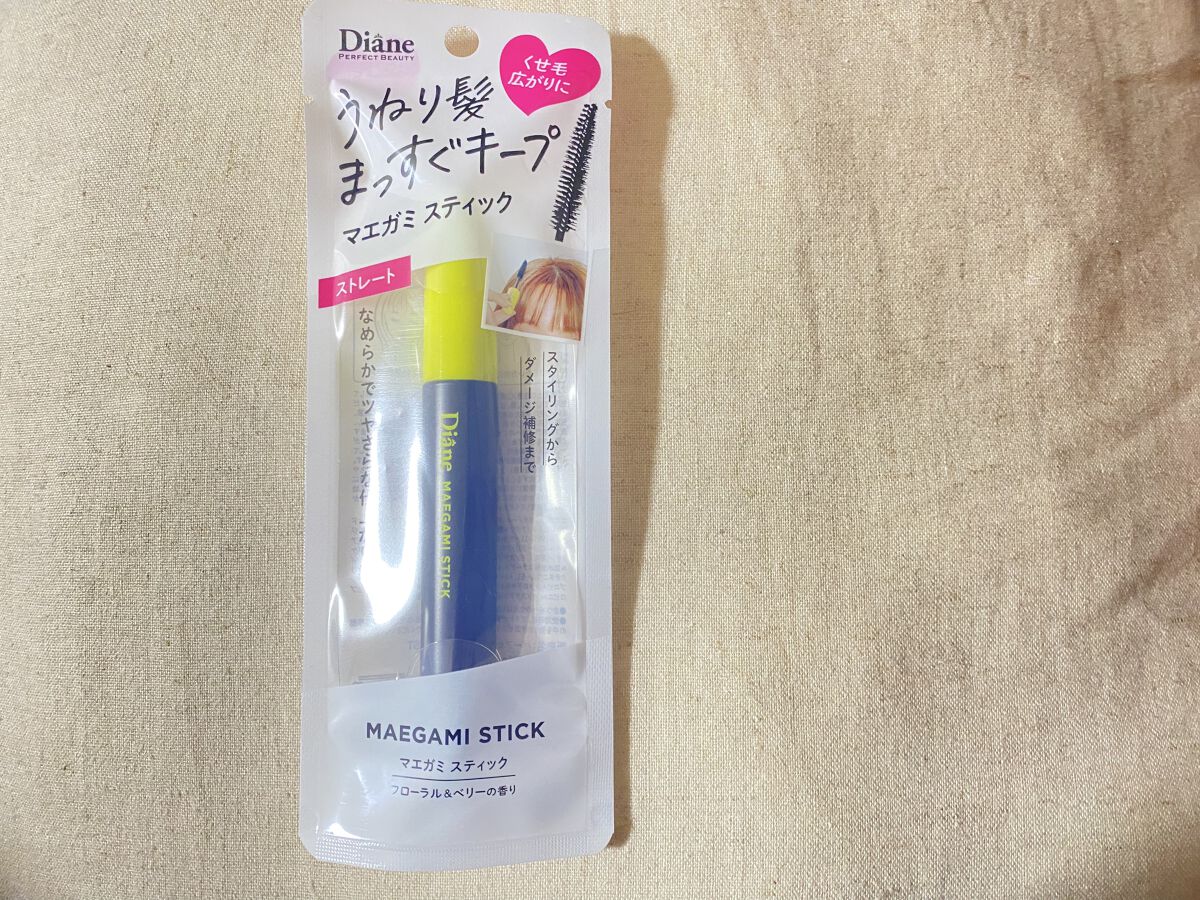 Diane
PERFECT BEAUTY
くせ毛
広がりに
うねり髪
まっすぐキープ
マエガミ スティック
ストレート
なめらかでツヤさらな仕
スタイリングから
ダメージ補修まで
Diane MAEGAMI STICK
MAEGAMI STICK
マエガミ スティック
フローラル&ベリーの香り